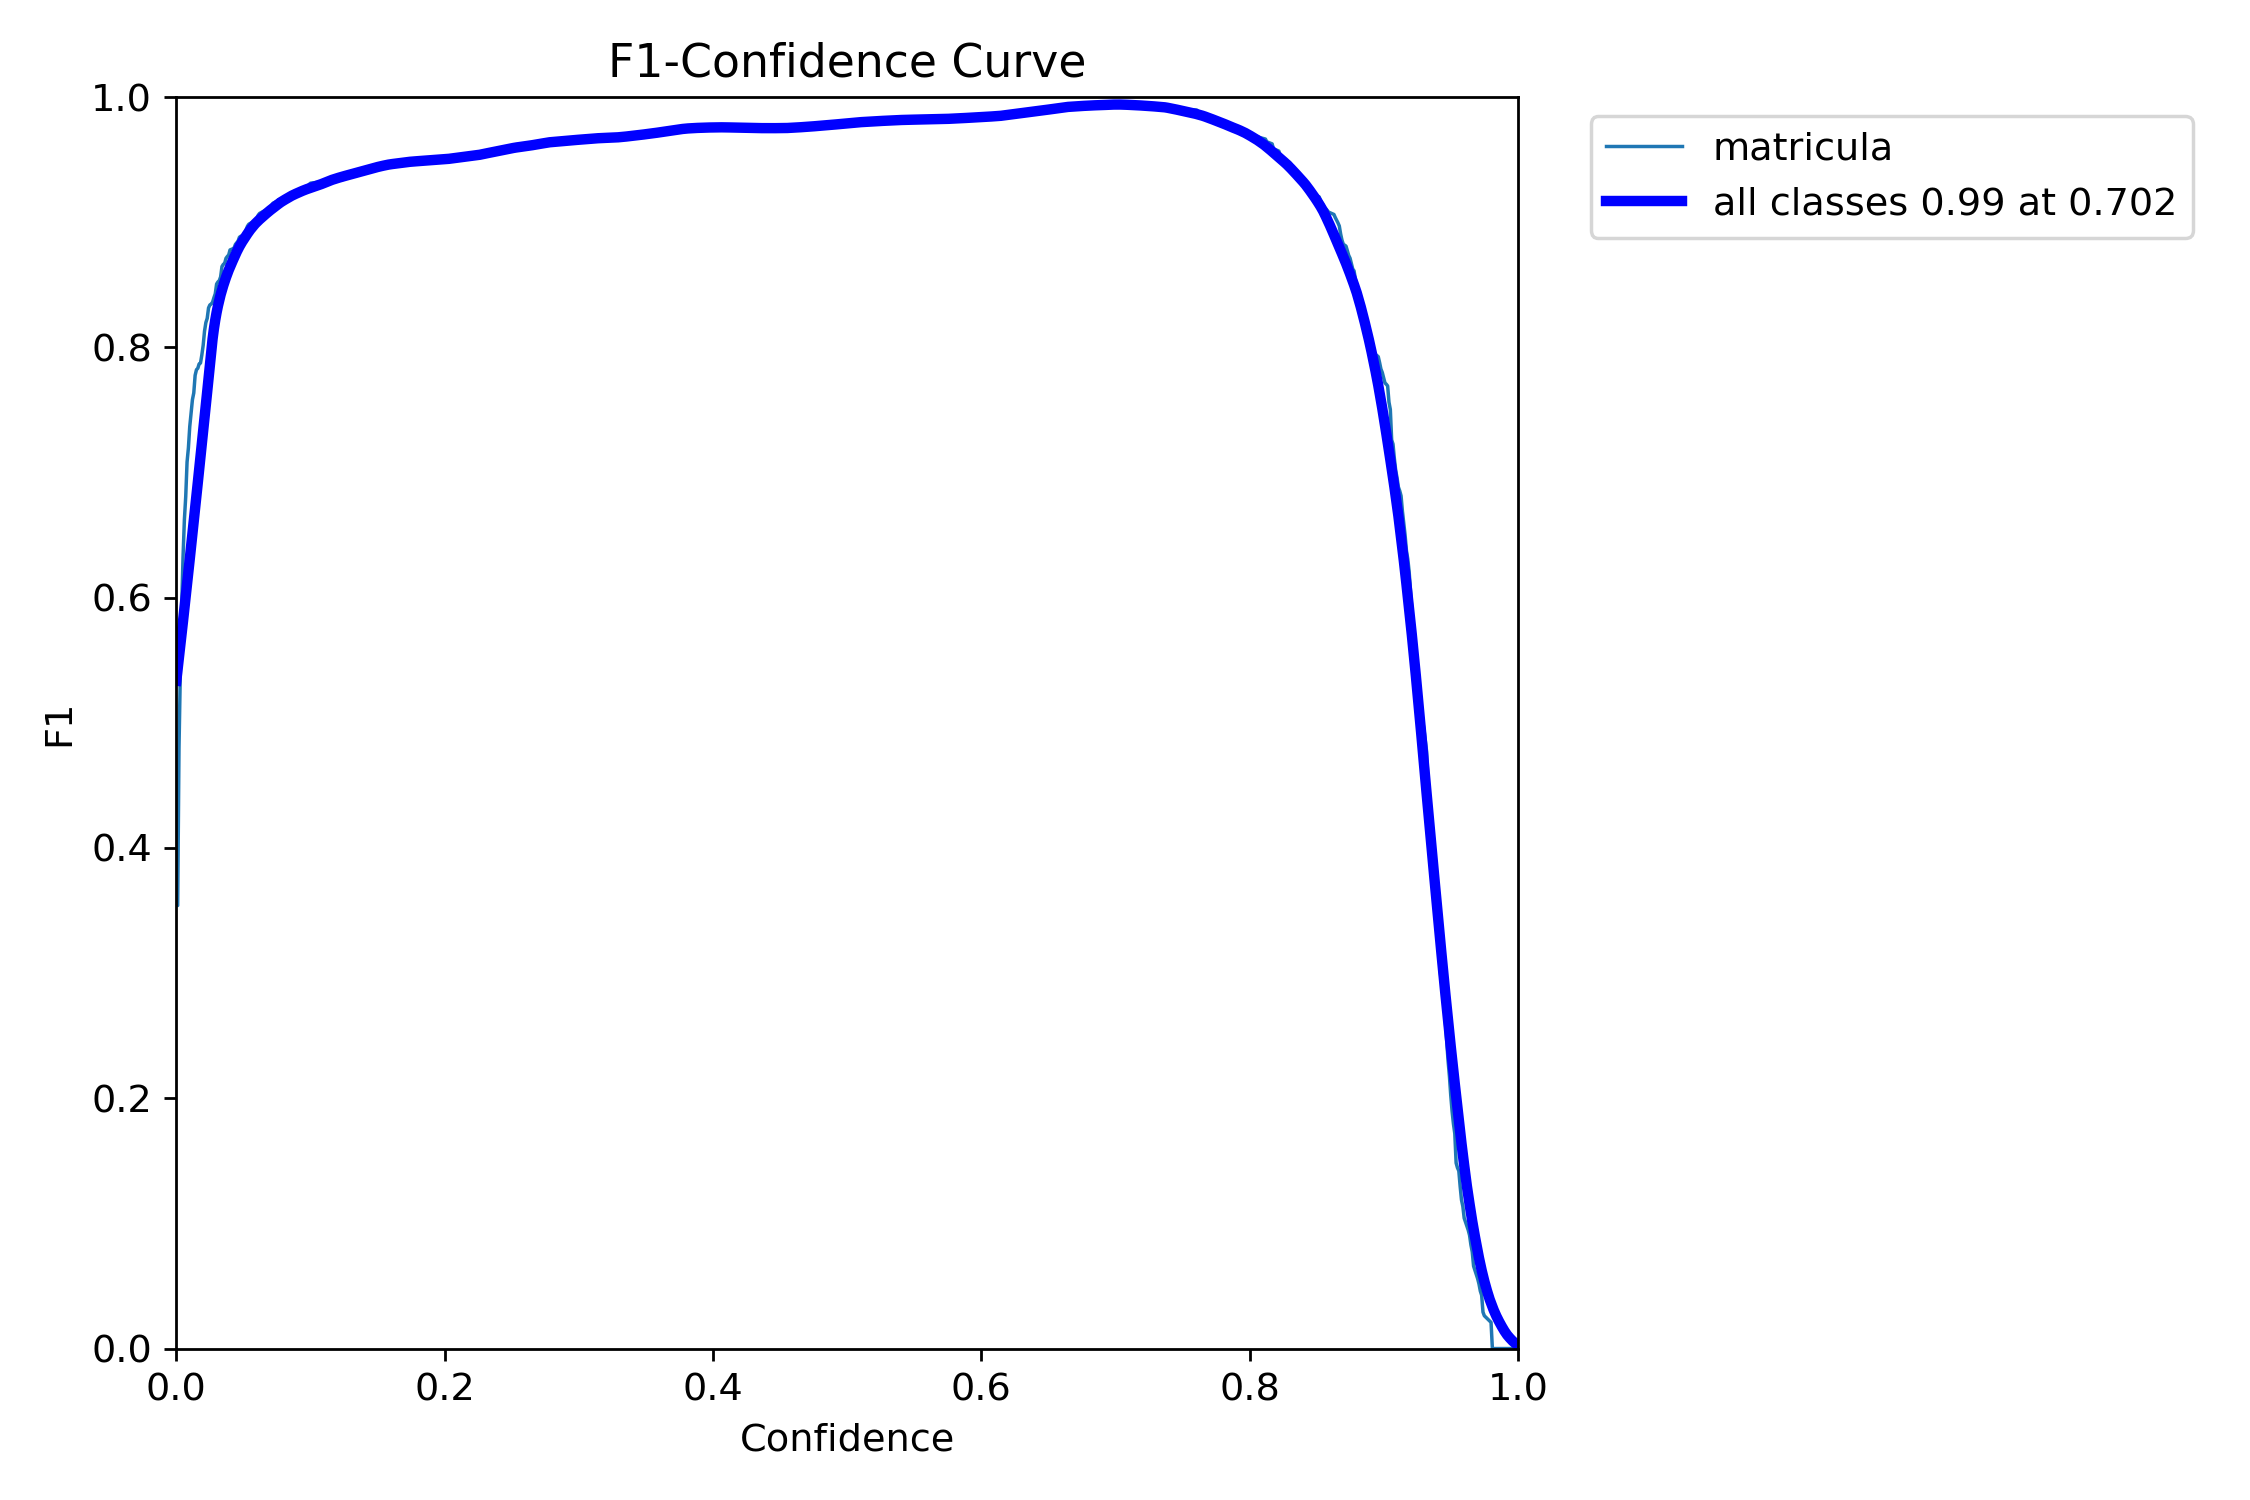 F1-Confidence Curve
matricula
all classes 0.99 at 0.702
1.0
0.8
0.6
0.4
0.2
0.0
F1
0.0 0.2 0.4 0.6 0.8 1.0
Confidence